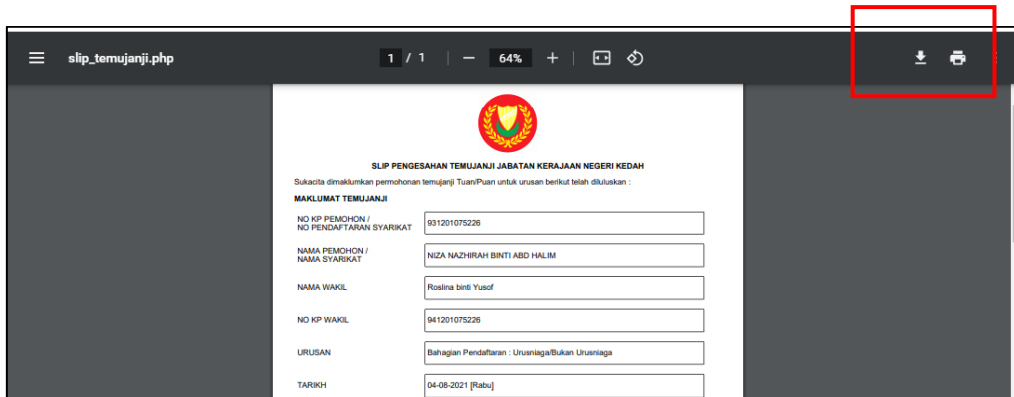 slip_temujanji.php
1 / 1
64%
SLIP PENGESAHAN TEMUJANJI JABATAN KERAJAAN NEGERI KEDAH
Sukacita dimaklumkan permohonan temujanji Tuan/Puan untuk urusan berikut telah diluluskan :
MAKLUMAT TEMUJANJI
NO KP PEMOHON /
NO PENDAFTARAN SYARIKAT
931201075226
NAMA PEMOHON /
NAMA SYARIKAT
NIZA NAZHIRAH BINTI ABD HALIM
NAMA WAKIL
Roslina binti Yusof
NO KP WAKIL
941201075226
URUSAN
Bahagian Pendaftaran : Urusniaga/Bukan Urusniaga
TARIKH
04-08-2021 [Rabu]